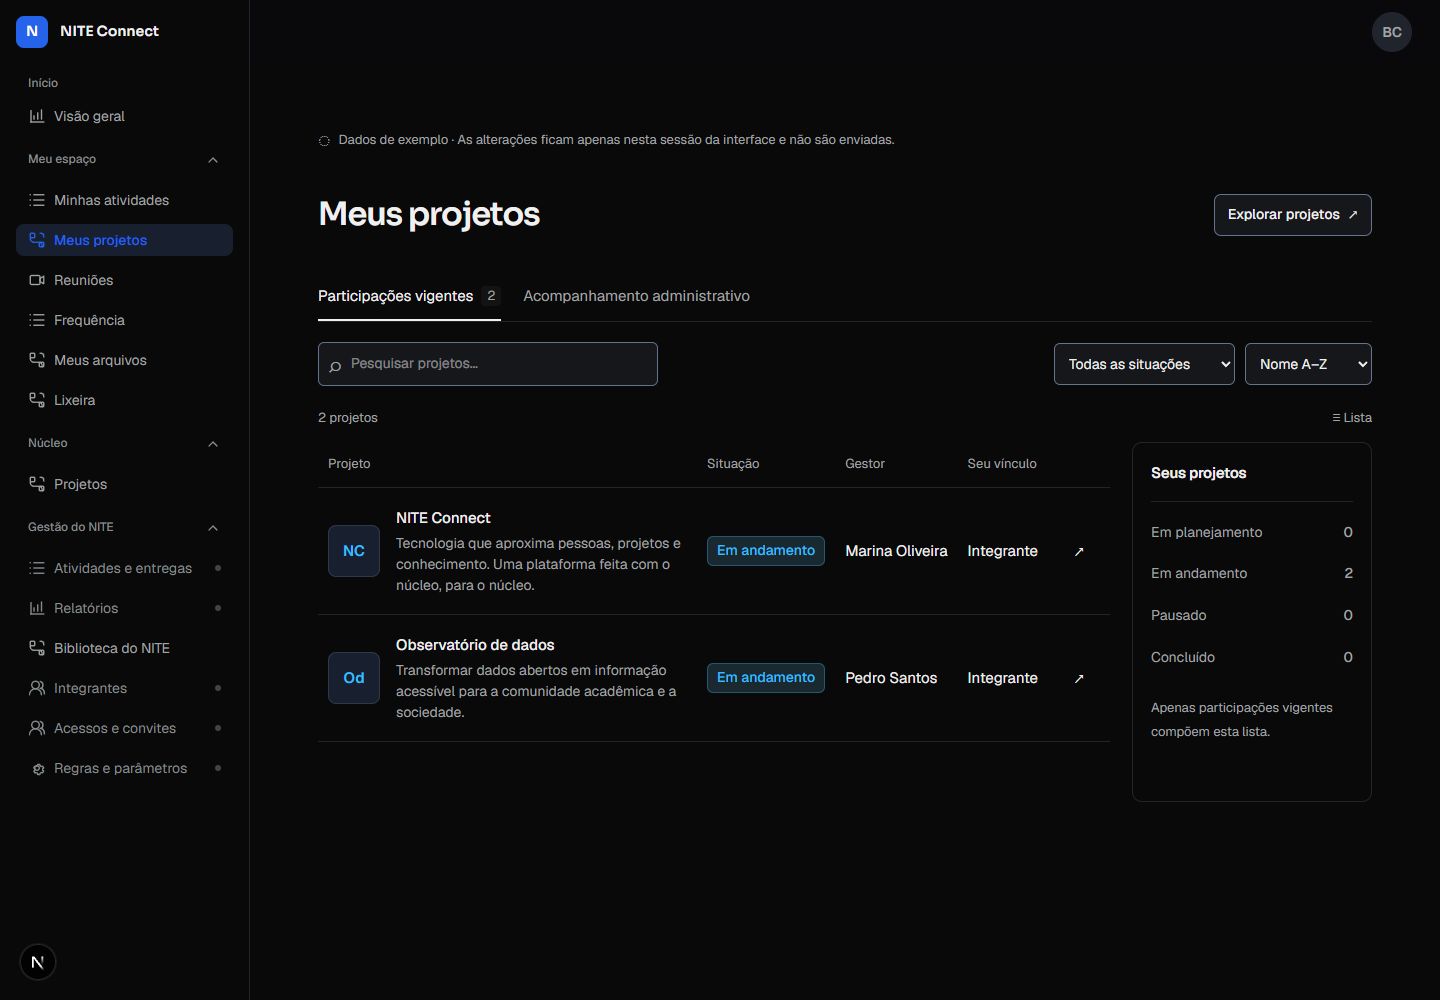 N NITE Connect
BC
Início
Visão geral
Meu espaço
Minhas atividades
Meus projetos
Reuniões
Frequência
Meus arquivos
Lixeira
Núcleo
Projetos
Gestão do NITE
Atividades e entregas
Relatórios
Biblioteca do NITE
Integrantes
Acessos e convites
Regras e parâmetros
N
Dados de exemplo · As alterações ficam apenas nesta sessão da interface e não são enviadas.
Meus projetos
Explorar projetos ↗
Participações vigentes 2 Acompanhamento administrativo
Pesquisar projetos...
Todas as situações
Nome A–Z
2 projetos
Lista
Projeto Situação Gestor Seu vínculo
NC
NITE Connect
Tecnologia que aproxima pessoas, projetos e
conhecimento. Uma plataforma feita com o
núcleo, para o núcleo.
Em andamento
Marina Oliveira
Integrante
↗
Od
Observatório de dados
Transformar dados abertos em informação
acessível para a comunidade acadêmica e a
sociedade.
Em andamento
Pedro Santos
Integrante
↗
Seus projetos
Em planejamento 0
Em andamento 2
Pausado 0
Concluído 0
Apenas participações vigentes
compõem esta lista.